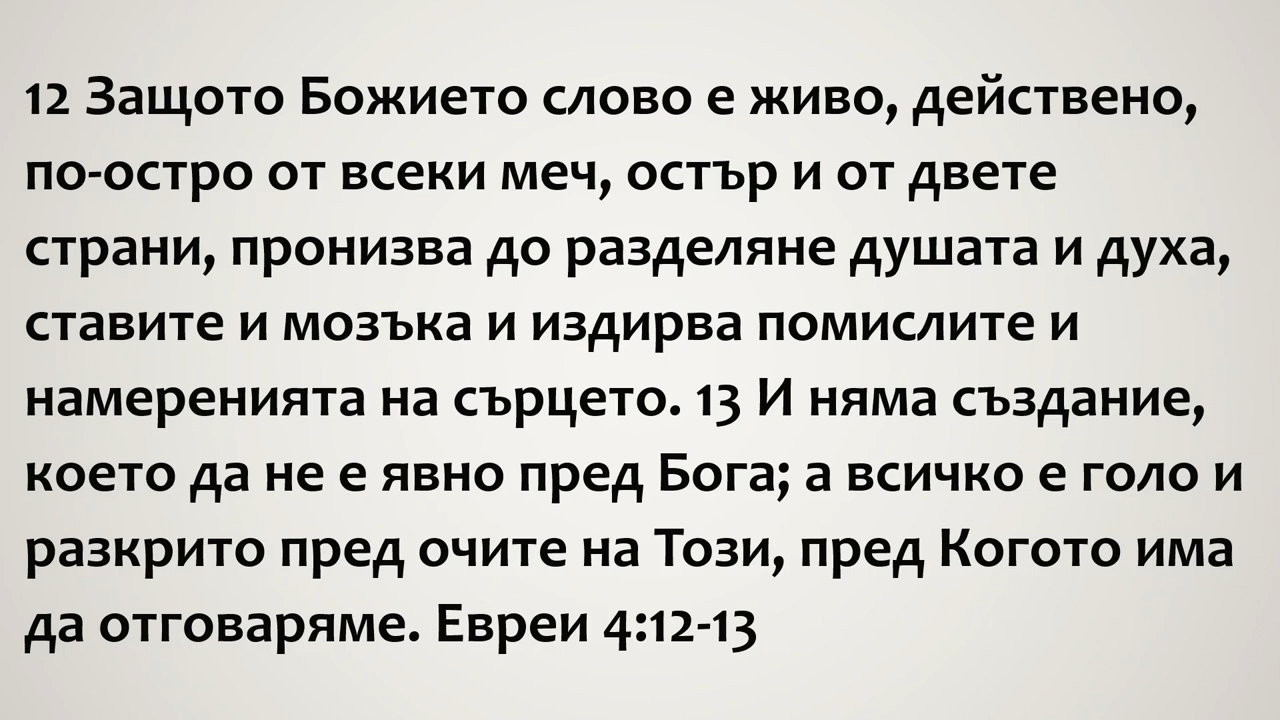 12 Защото Божието слово е живо, действено,
по-остро от всеки меч, остър и от двете
страни, пронизва до разделяне душата и духа,
ставите и мозъка и издирва помислите и
намеренията на сърцето. 13 И няма създание,
което да не е явно пред Бога; а всичко е голо и
разкрито пред очите на Този, пред Когото има
да отговаряме. Евреи 4:12-13